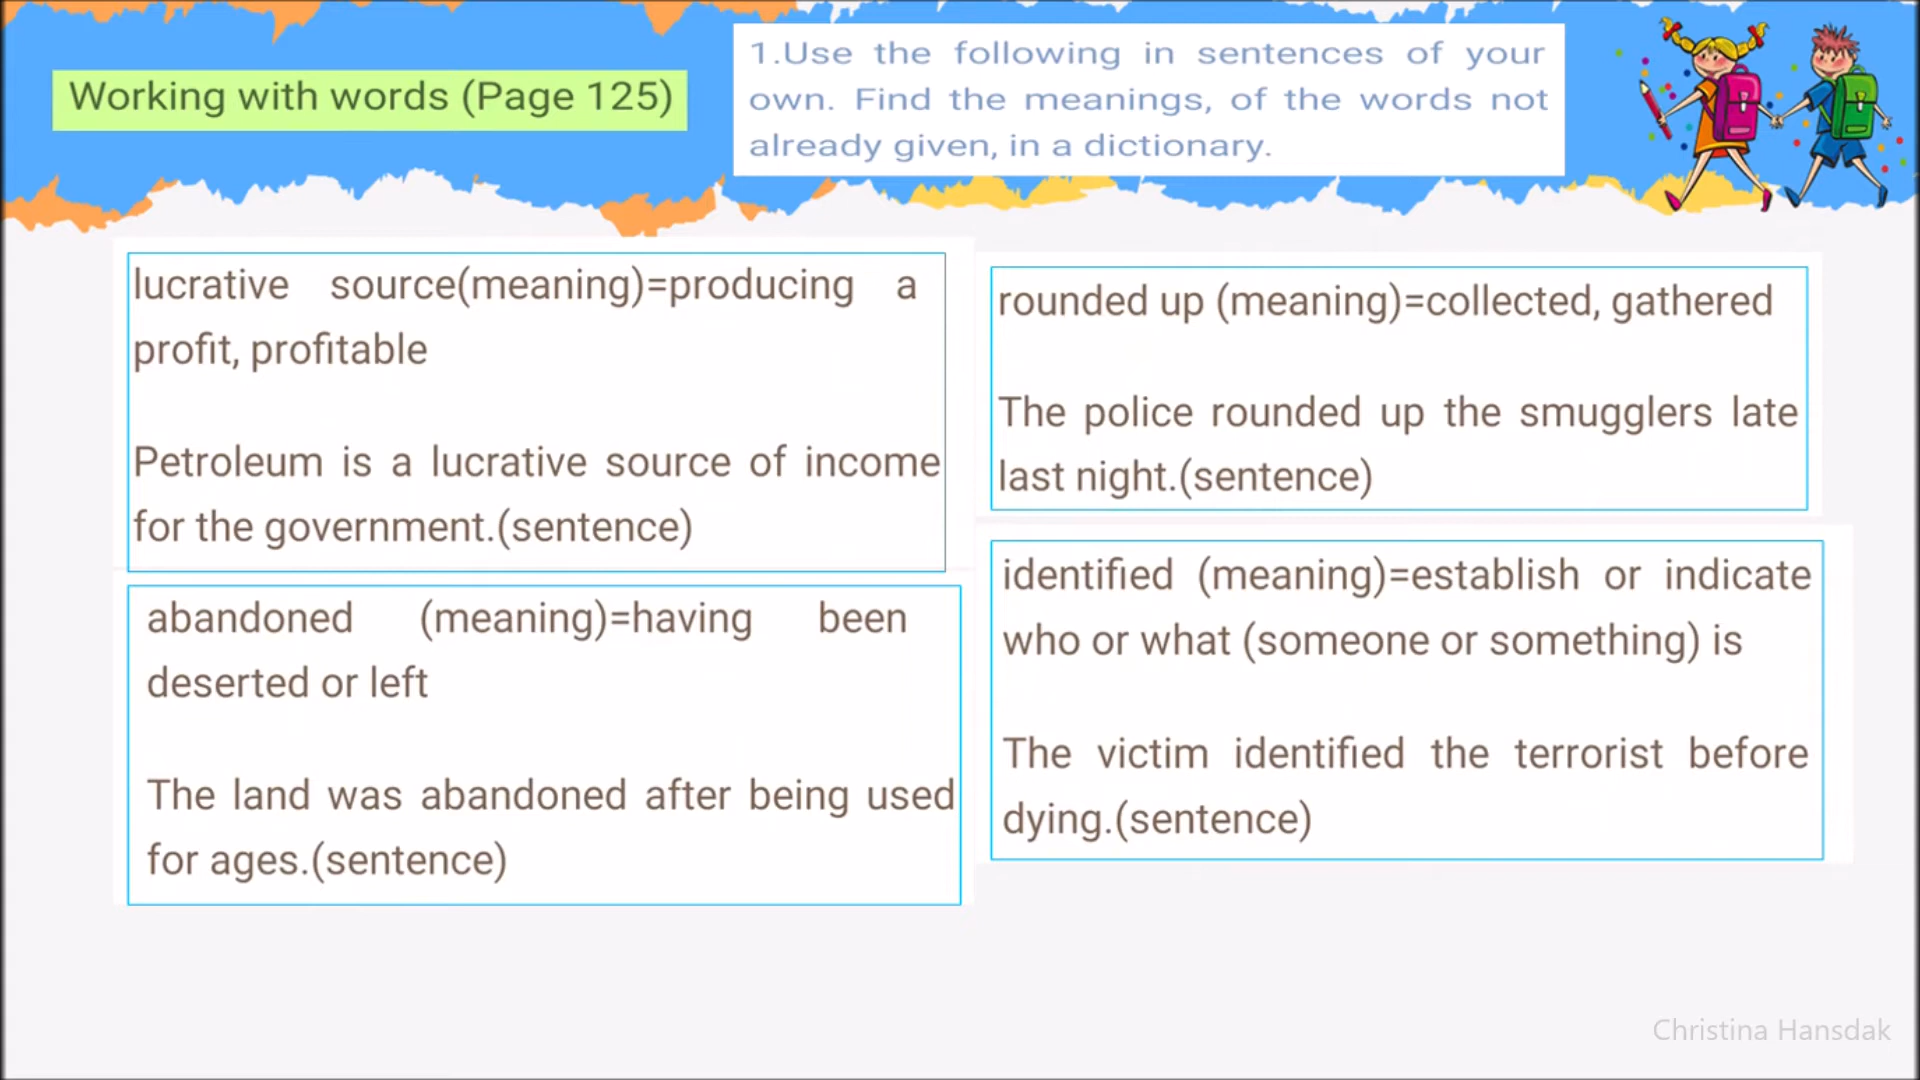 Working with words (Page 125)
1.Use the following in sentences of your
own. Find the meanings, of the words not
already given, in a dictionary.
lucrative source(meaning)=producing a
profit, profitable
Petroleum is a lucrative source of income
for the government.(sentence)
abandoned (meaning)=having been
deserted or left
The land was abandoned after being used
for ages.(sentence)
rounded up (meaning)=collected, gathered
The police rounded up the smugglers late
last night.(sentence)
identified (meaning)=establish or indicate
who or what (someone or something) is
The victim identified the terrorist before
dying.(sentence)
Christina Hansdak